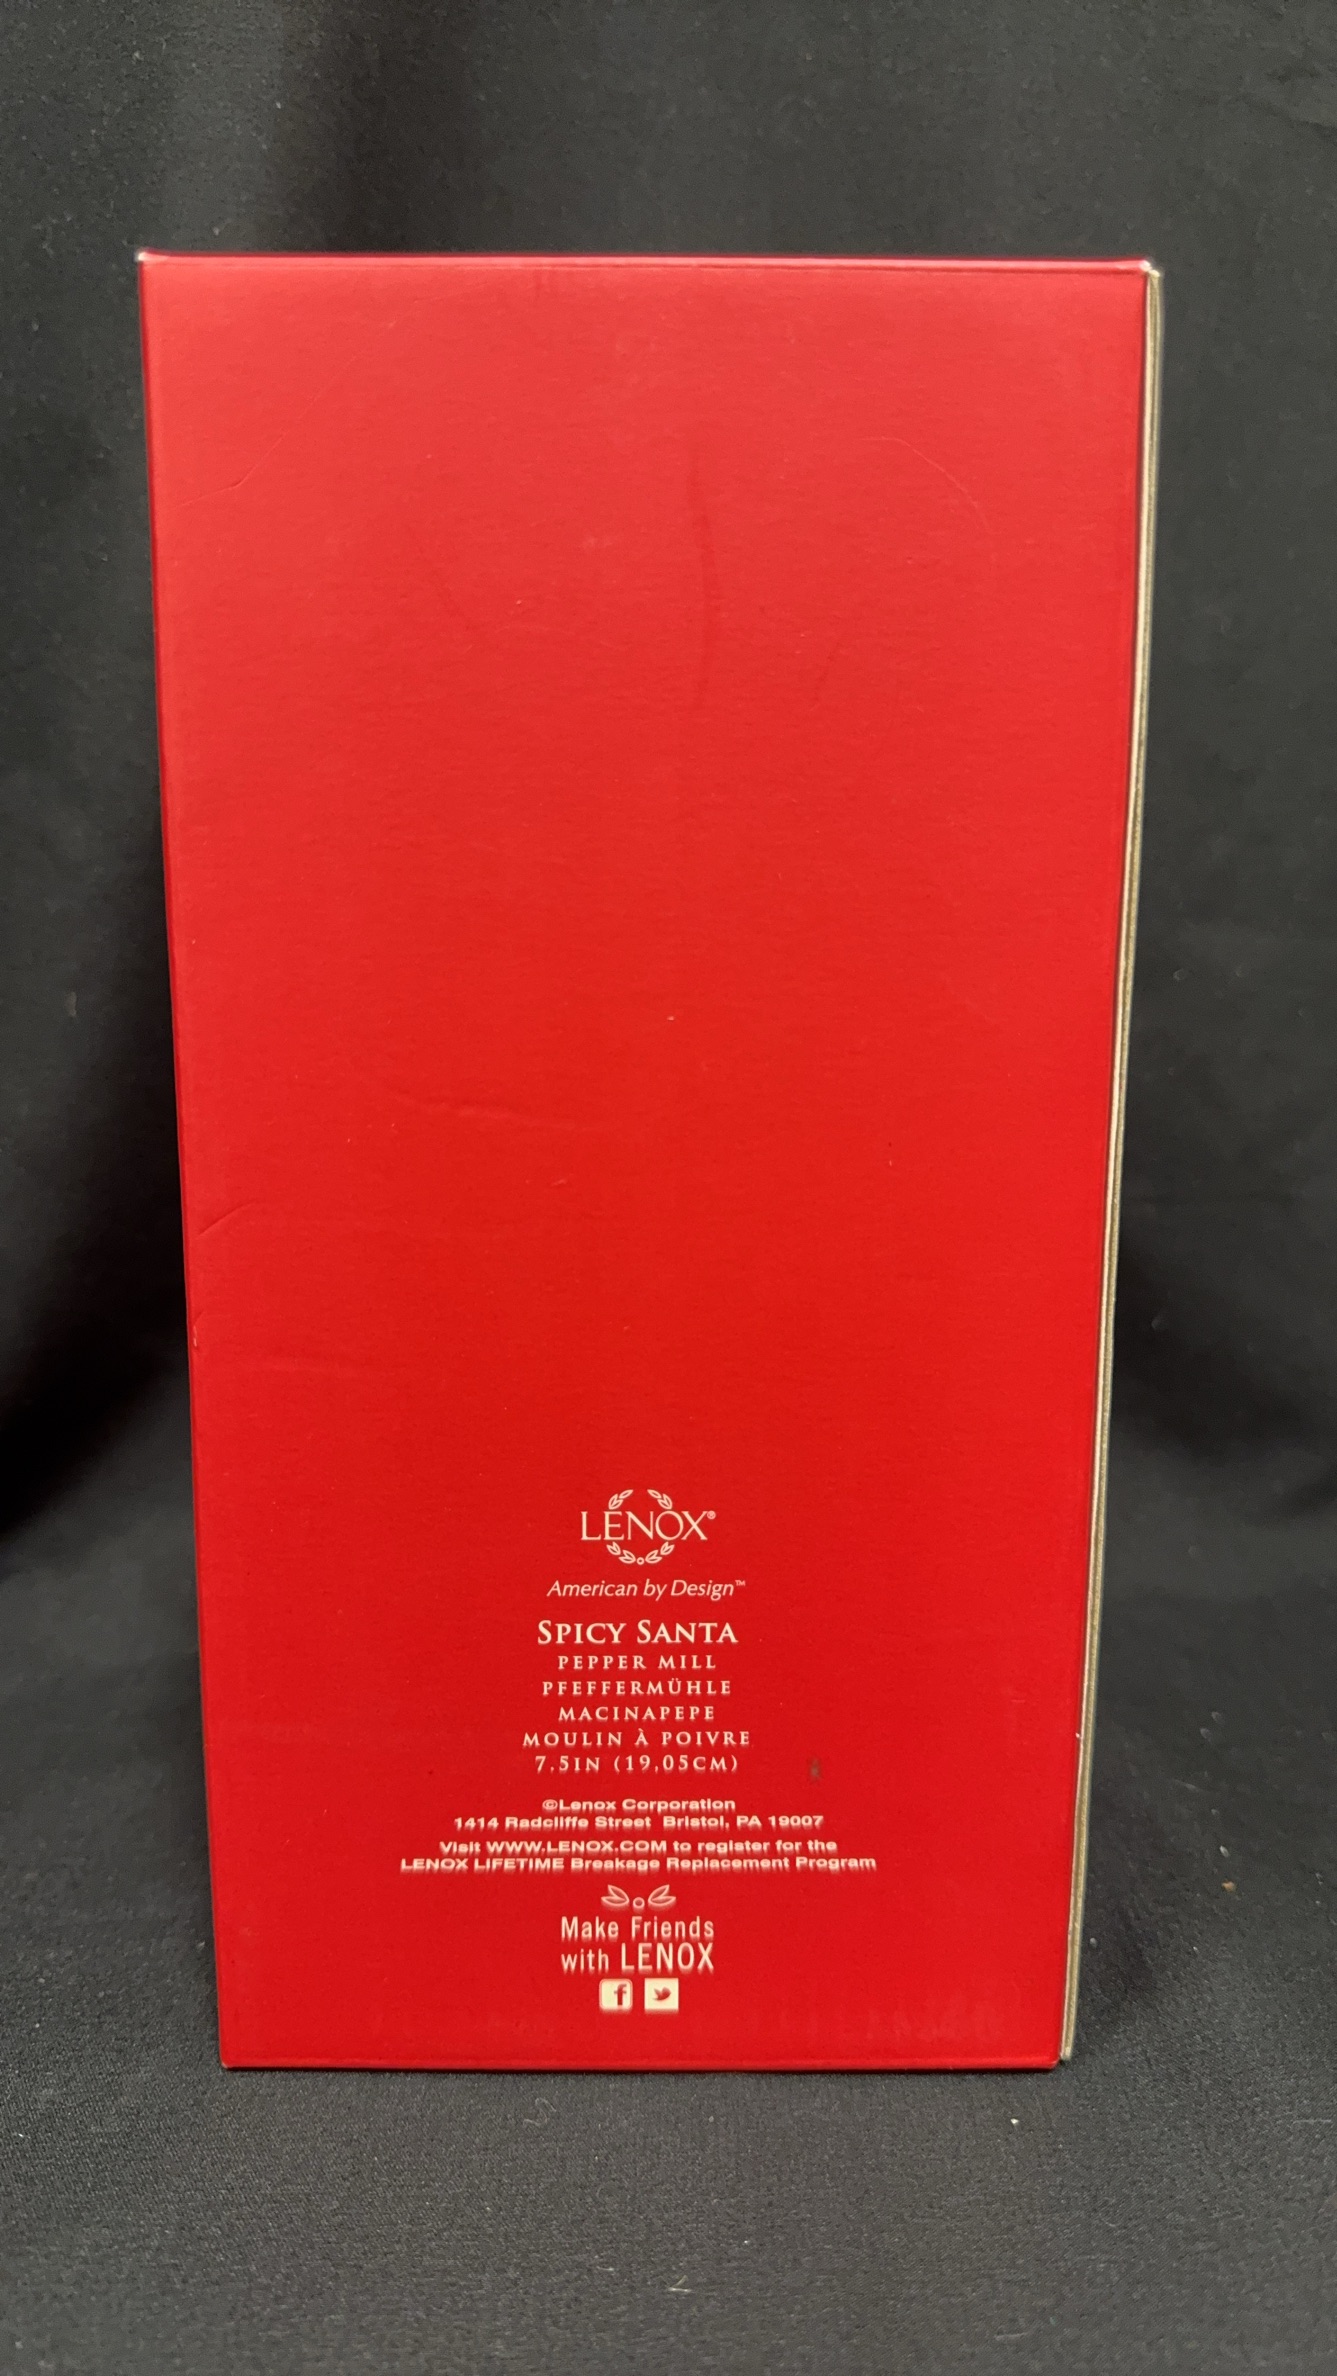 LENOX®
American by Design™
SPICY SANTA
PEPPER MILL
PFEFFERMÜHLE
MACINAPEPE
MOULIN À POIVRE
7.5IN (19,05CM)
©Lenox Corporation
1414 Radcliffe Street Bristol, PA 19007
Visit WWW.LENOX.COM to register for the
LENOX LIFETIME Breakage Replacement Program
Make Friends
with LENOX
f